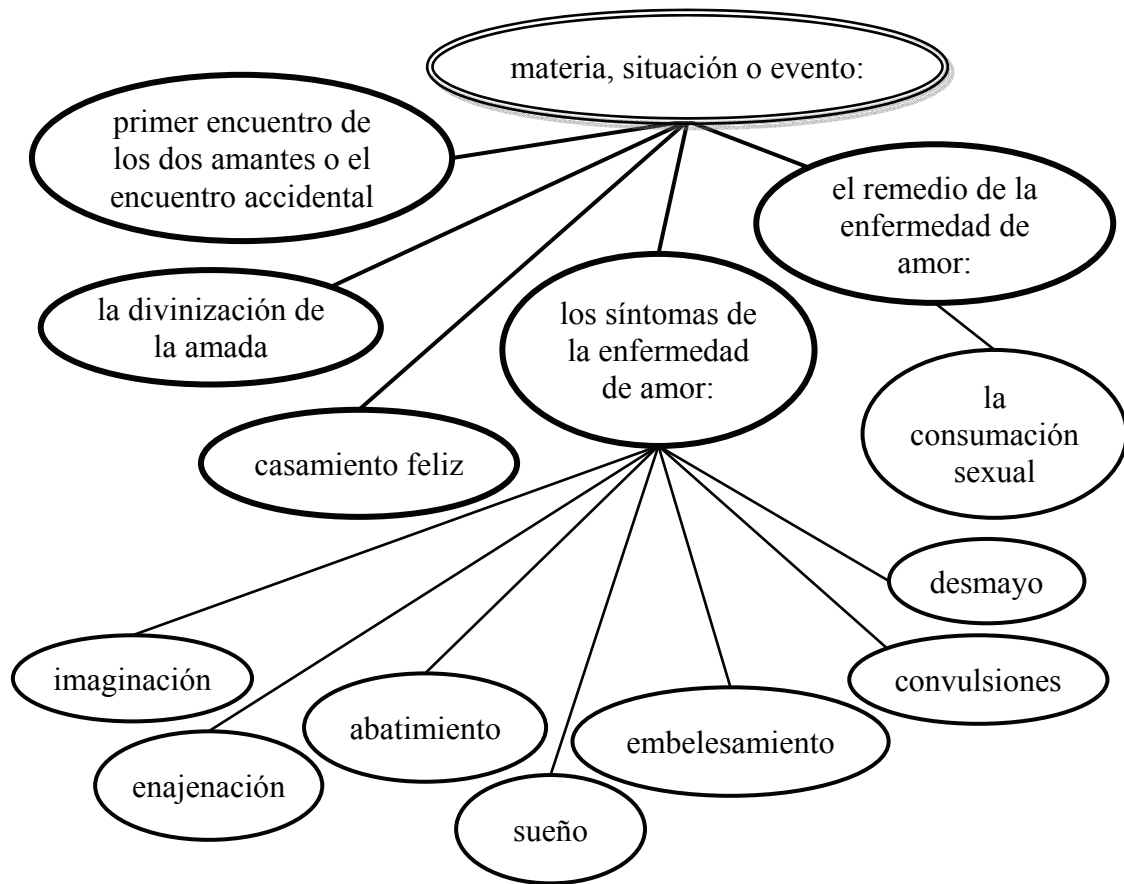 materia, situación o evento:
primer encuentro de
los dos amantes o el
encuentro accidental
el remedio de la
enfermedad de
amor:
la divinización de
la amada
los síntomas de
la enfermedad
de amor:
la
consumación
sexual
casamiento feliz
desmayo
imaginación
convulsiones
abatimiento
embelesamiento
enajenación
sueño